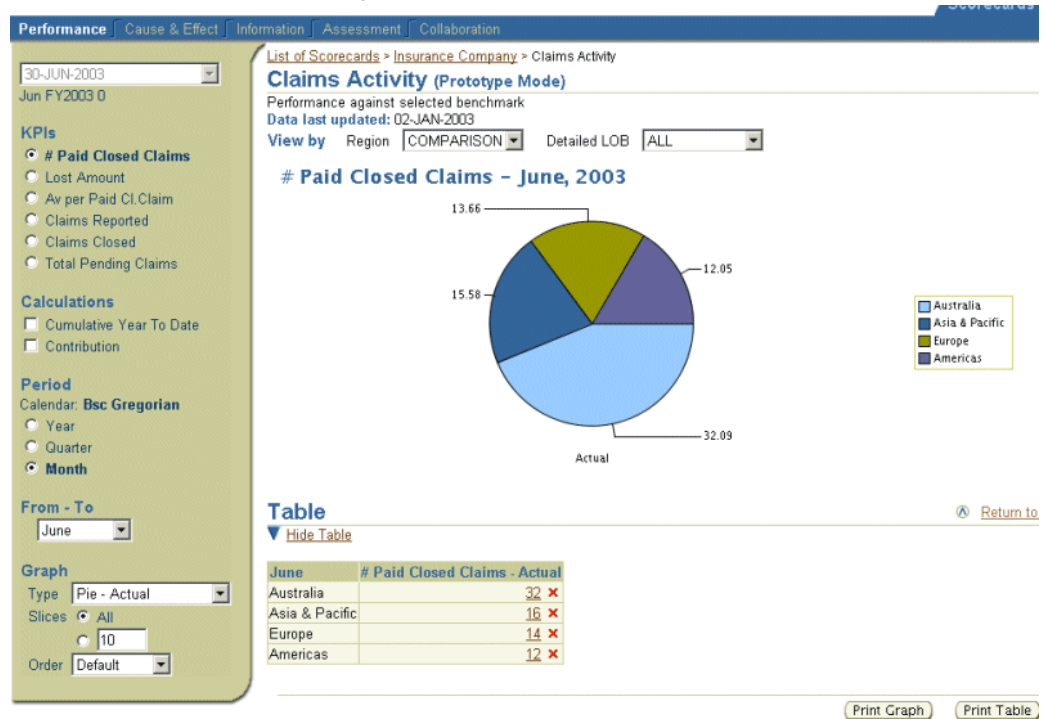 Scorecards
Performance Cause & Effect Information Assessment Collaboration
30-JUN-2003
Jun FY2003 0
KPIs
# Paid Closed Claims
Lost Amount
Av per Paid Cl.Claim
Claims Reported
Claims Closed
Total Pending Claims
Calculations
Cumulative Year To Date
Contribution
Period
Calendar: Bsc Gregorian
Year
Quarter
Month
From - To
June
Graph
Type Pie - Actual
Slices All
10
Order Default
List of Scorecards > Insurance Company > Claims Activity
Claims Activity (Prototype Mode)
Performance against selected benchmark
Data last updated: 02-JAN-2003
View by Region COMPARISON Detailed LOB ALL
# Paid Closed Claims - June, 2003
13.66
12.05
15.58
32.09
Actual
Australia
Asia & Pacific
Europe
Americas
Table
Return to
Hide Table
June # Paid Closed Claims - Actual
Australia 32
Asia & Pacific 16
Europe 14
Americas 12
Print Graph Print Table